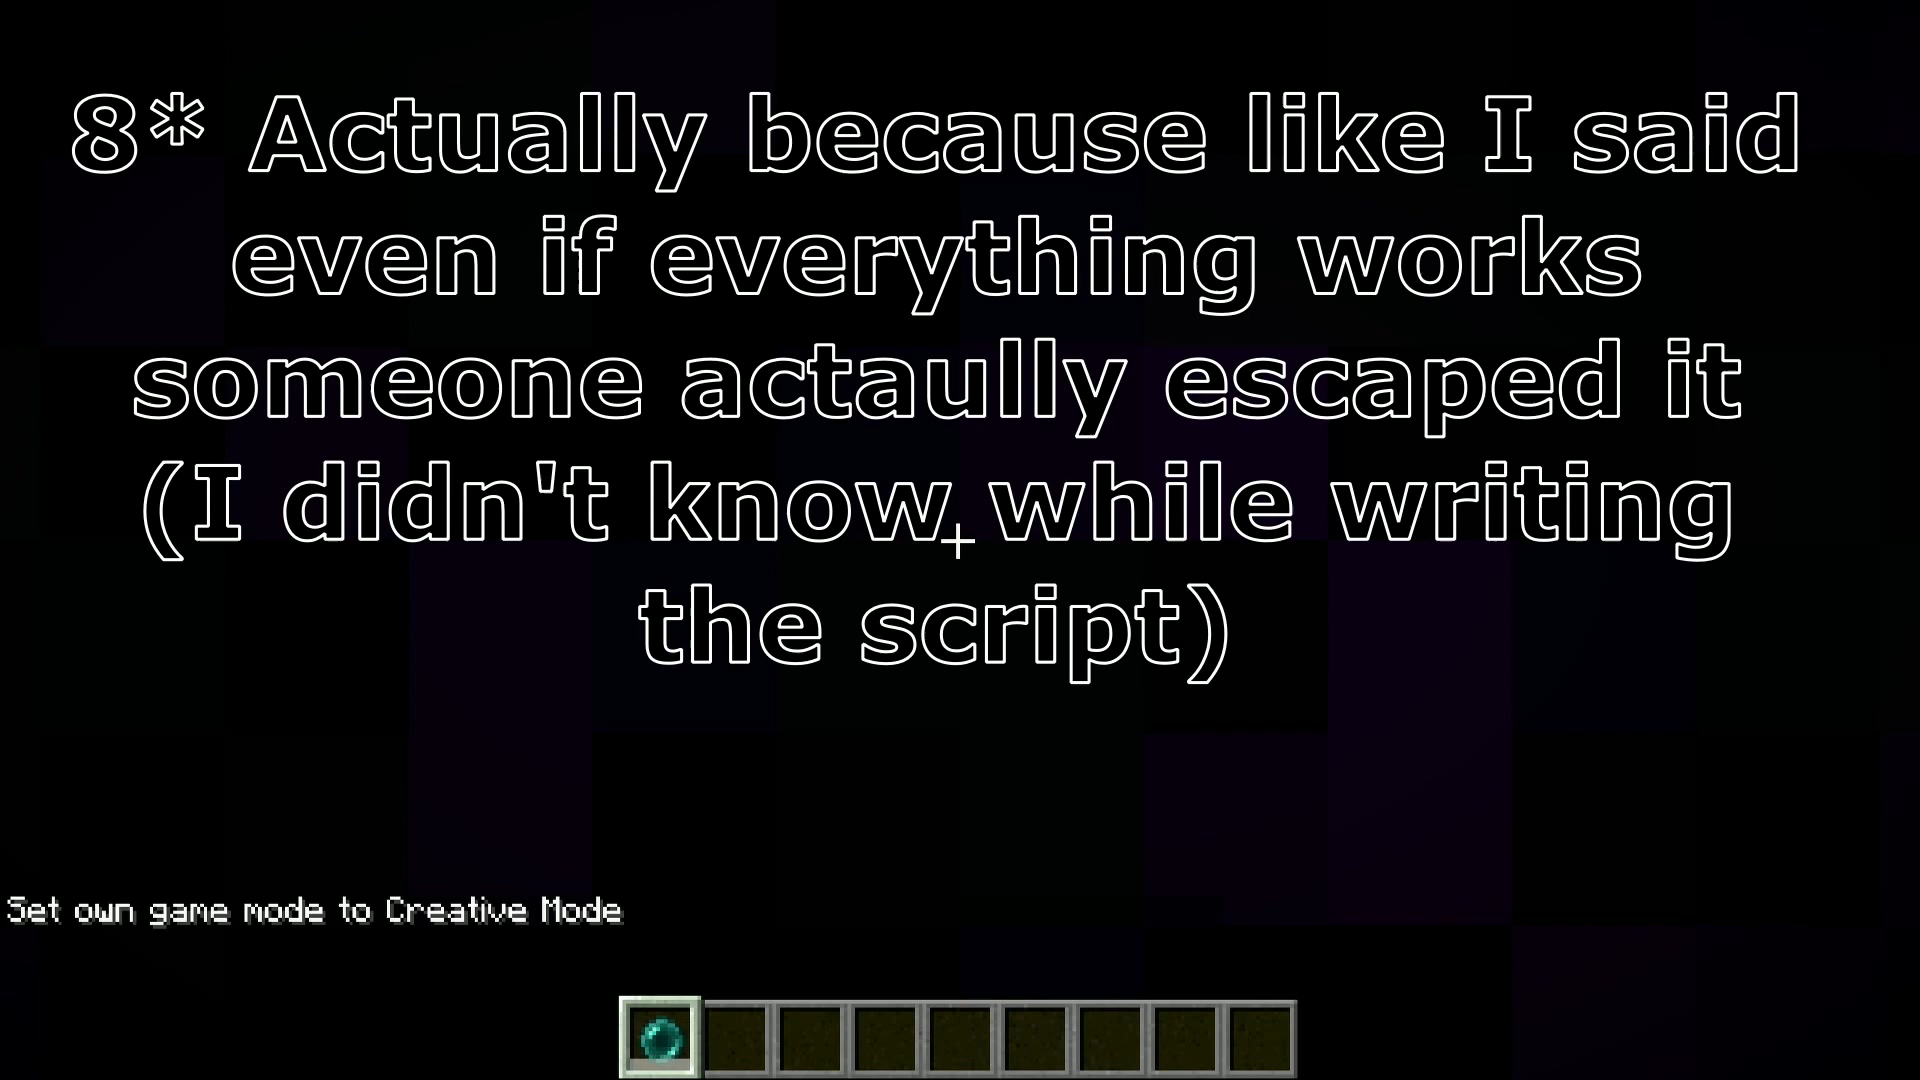 8* Actually because like I said
even if everything works
someone actaully escaped it
(I didn't know while writing
the script)
Set own game mode to Creative Mode